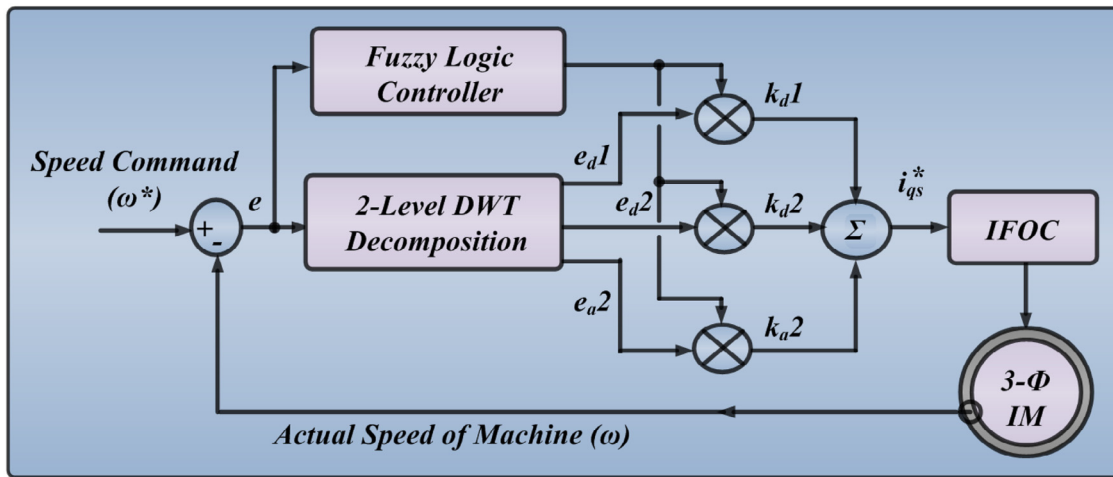 Fuzzy Logic
Controller
k_d1
Speed Command
(ω*)
e
+
-
2-Level DWT
Decomposition
e_d1
e_d2
e_a2
k_d2
k_a2
Σ
i_qs^*
IFOC
3-Φ
IM
Actual Speed of Machine (ω)